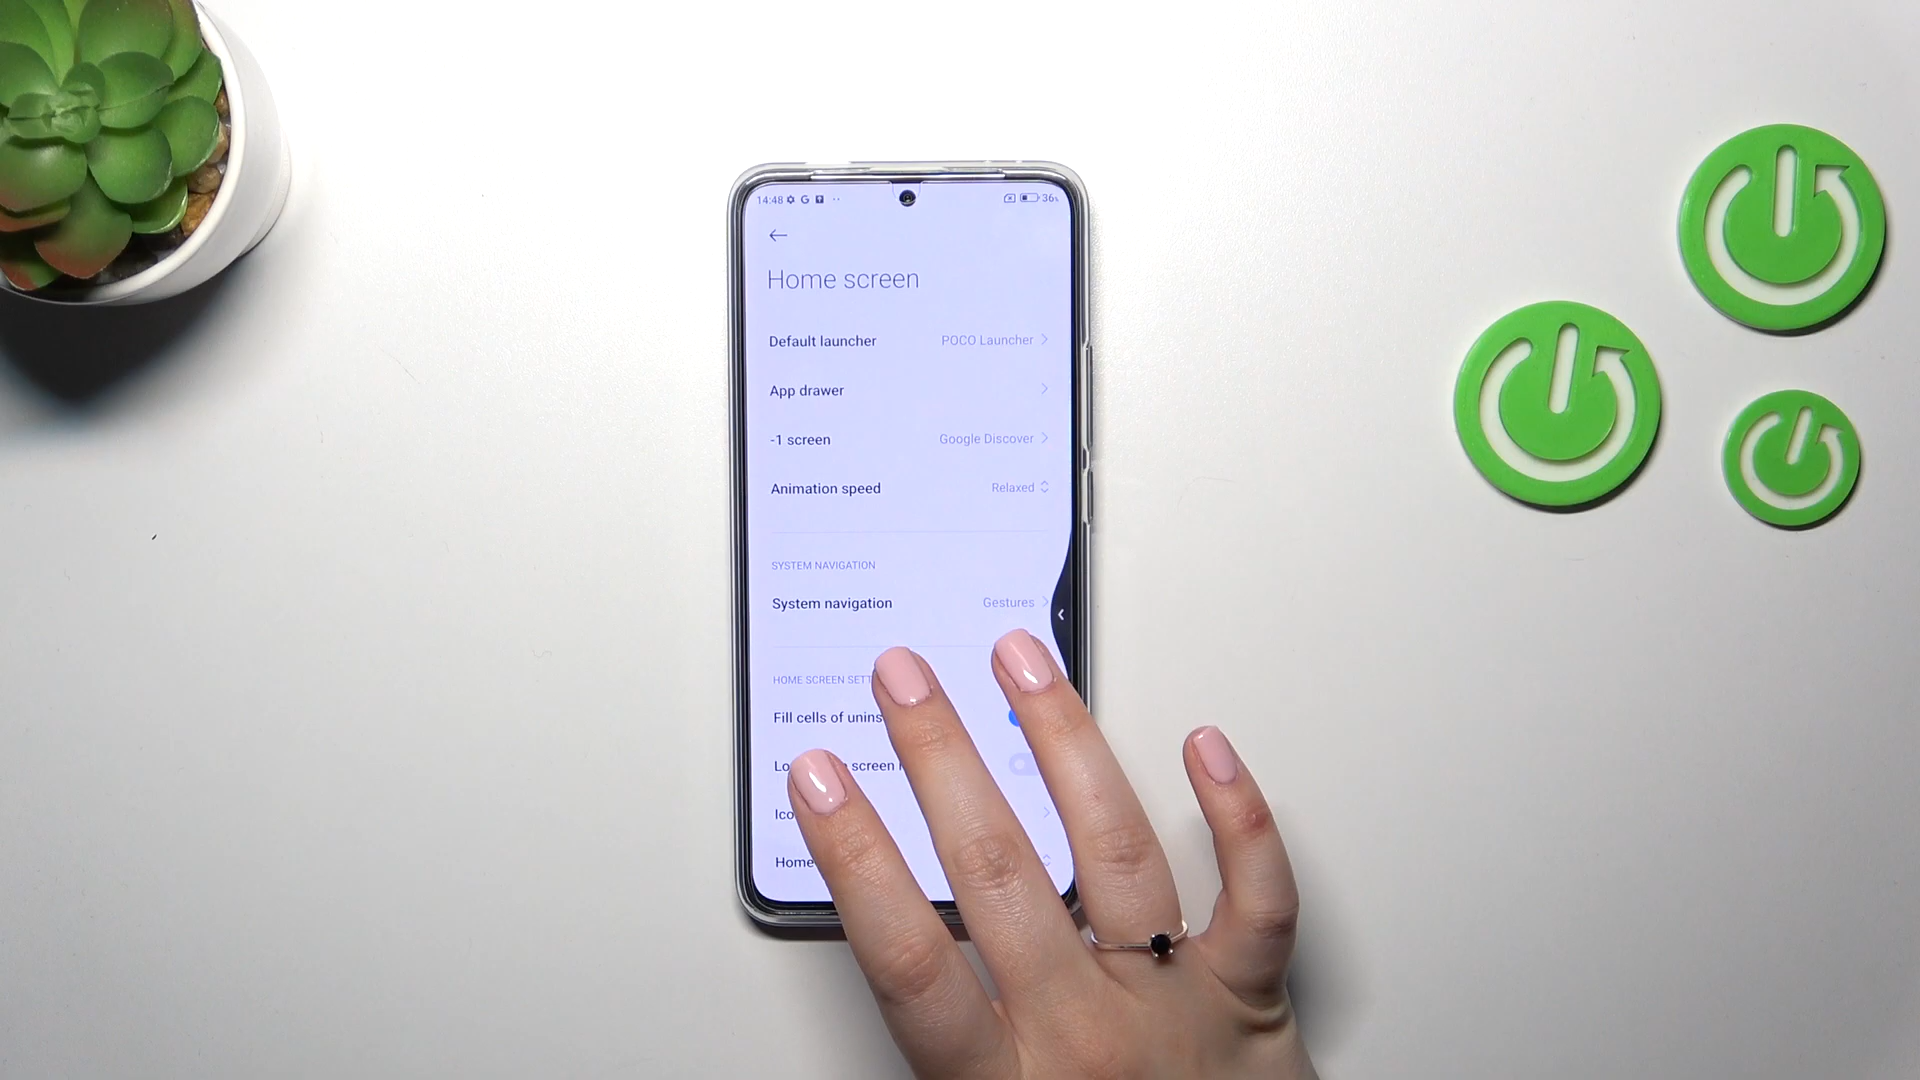 14:48 G 36
Home screen
Default launcher POCO Launcher
App drawer
-1 screen Google Discover
Animation speed Relaxed
SYSTEM NAVIGATION
System navigation Gestures
HOME SCREEN SETT
Fill cells of unins
Lo screen
Ico
Home